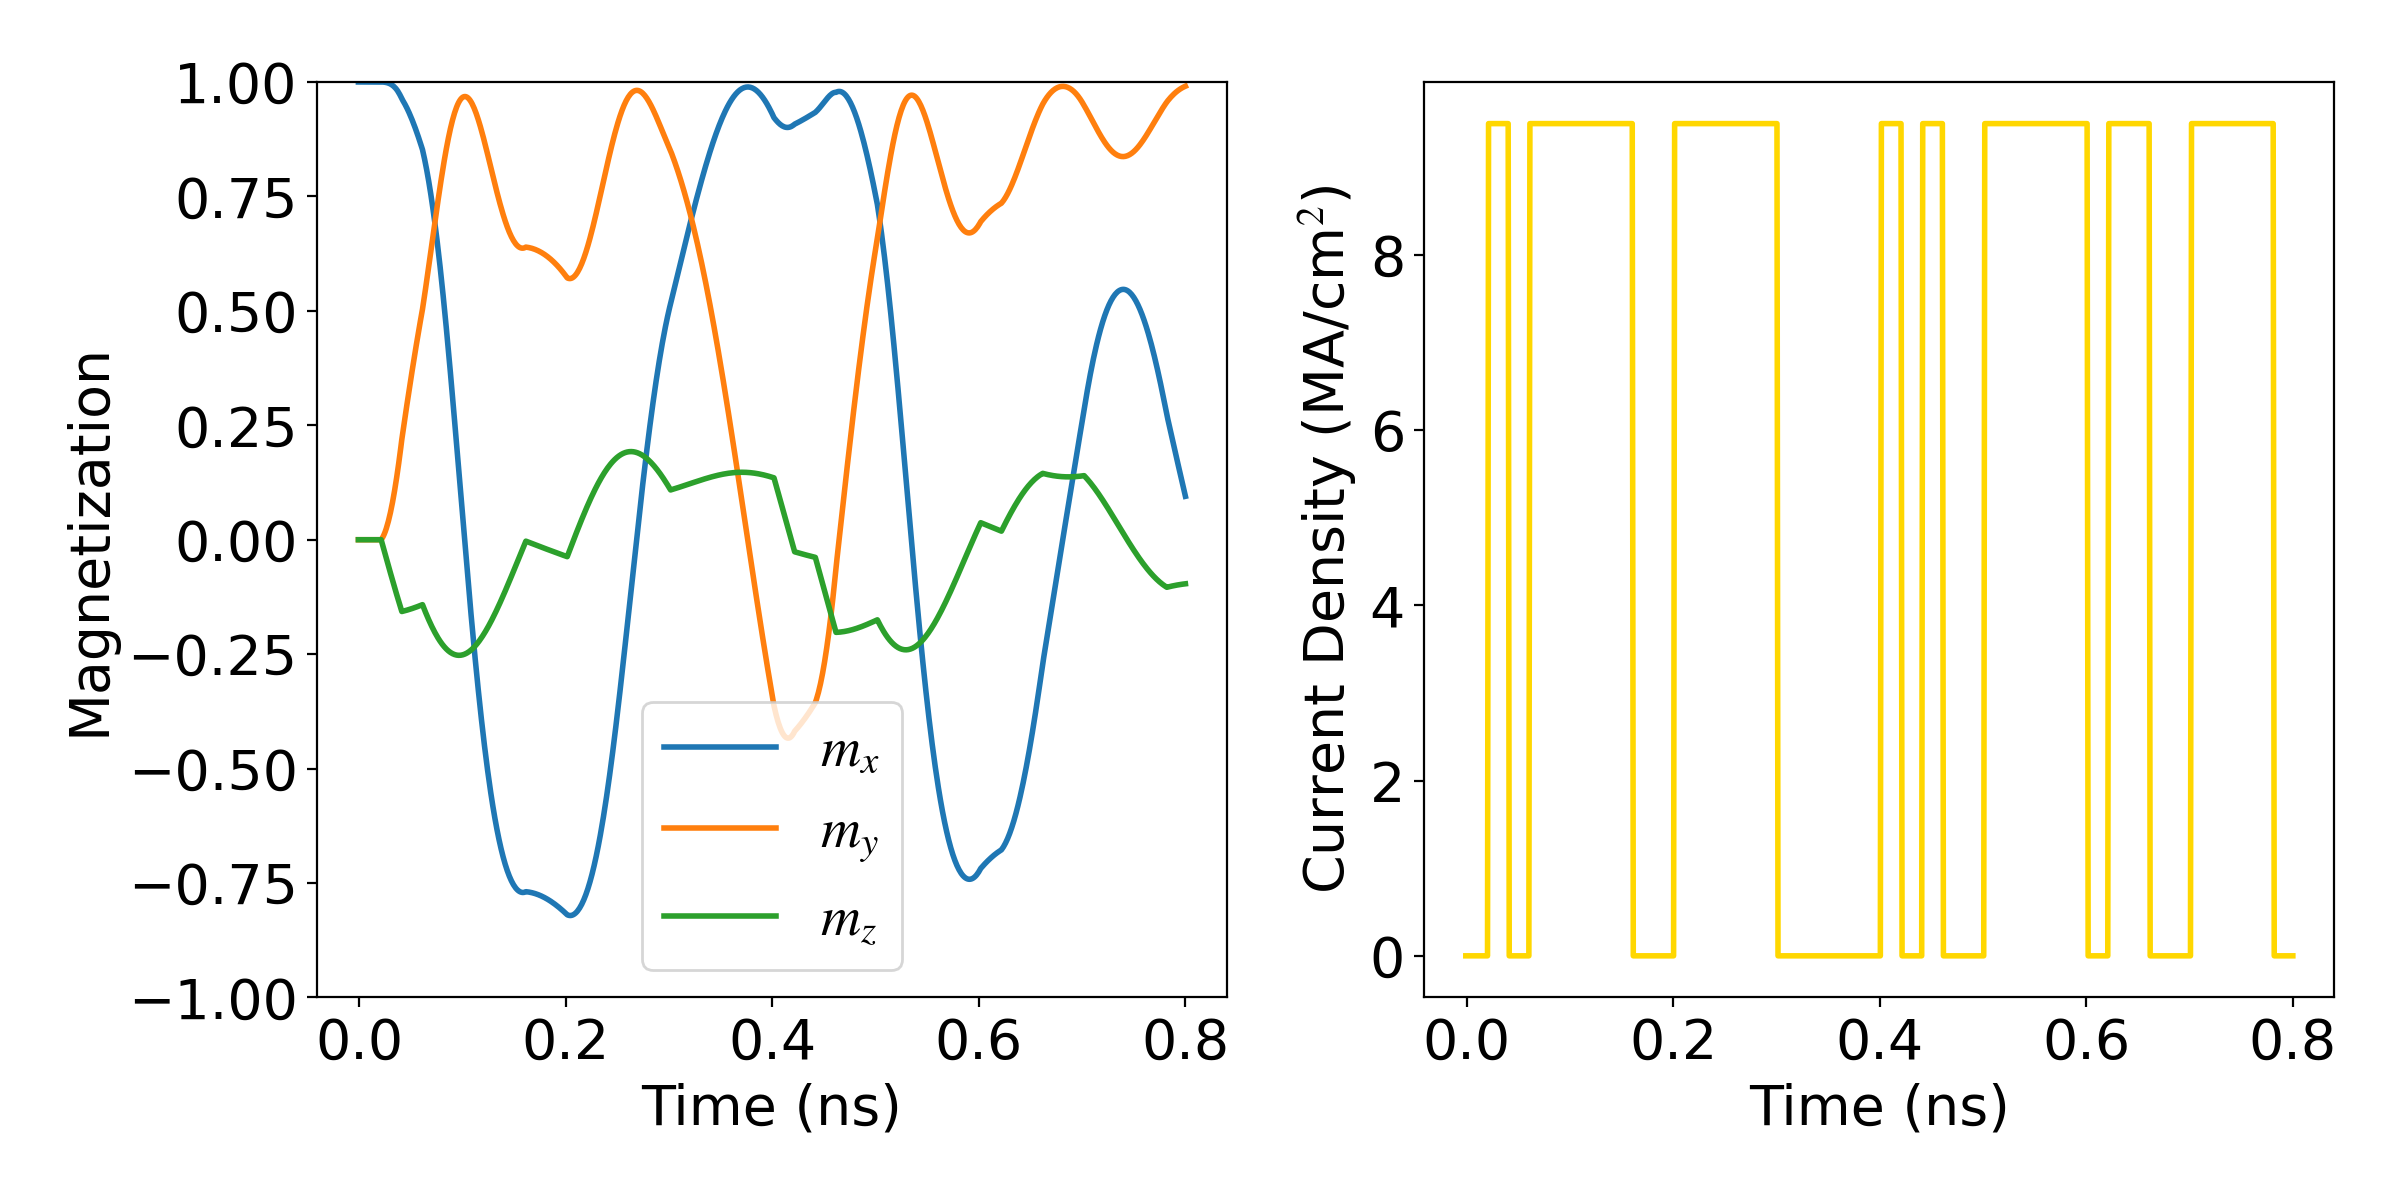 1.00
0.75
0.50
0.25
0.00
−0.25
−0.50
−0.75
−1.00
Magnetization
0.0 0.2 0.4 0.6 0.8
Time (ns)
m_x
m_y
m_z
8
6
4
2
0
Current Density (MA/cm²)
0.0 0.2 0.4 0.6 0.8
Time (ns)